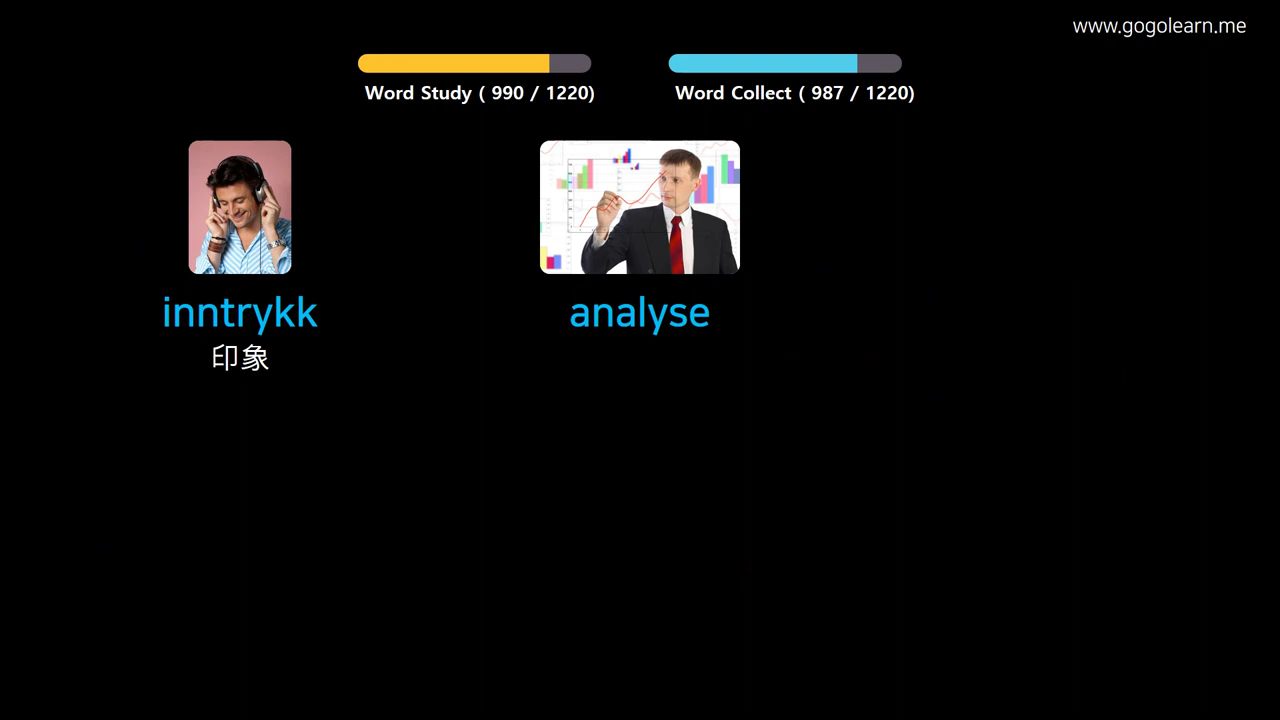 www.gogolearn.me
Word Study ( 990 / 1220)
Word Collect ( 987 / 1220)
inntrykk
印象
analyse